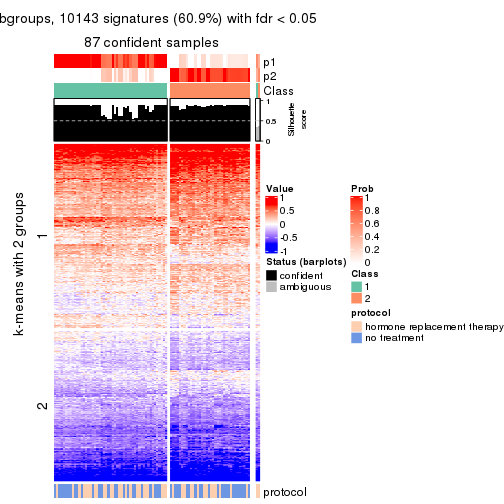 bgroups, 10143 signatures (60.9%) with fdr < 0.05
87 confident samples
p1
p2
Class
1
0.5
0
Silhouette
score
k-means with 2 groups
1
2
protocol
Value
1
0.5
0
-0.5
-1
Status (barplots)
confident
ambiguous
Prob
1
0.8
0.6
0.4
0.2
0
Class
1
2
protocol
hormone replacement therapy
no treatment